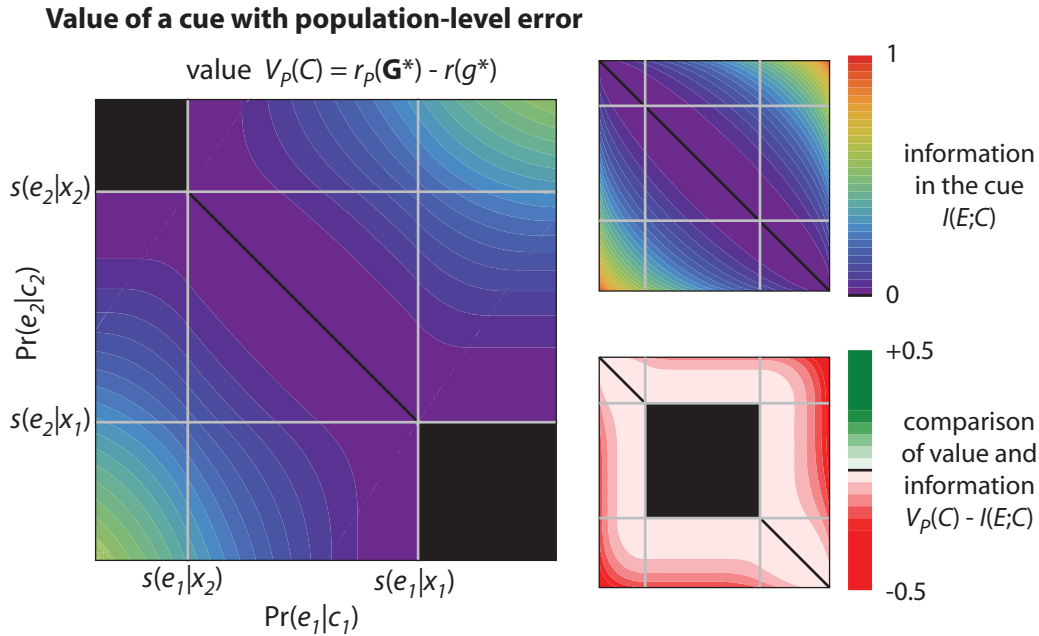 Value of a cue with population-level error
value V_P(C) = r_P(G*) - r(g*)
s(e_2|x_2)
Pr(e_2|c_2)
s(e_2|x_1)
s(e_1|x_2)
s(e_1|x_1)
Pr(e_1|c_1)
1
information
in the cue
I(E;C)
0
+0.5
comparison
of value and
information
V_P(C) - I(E;C)
-0.5